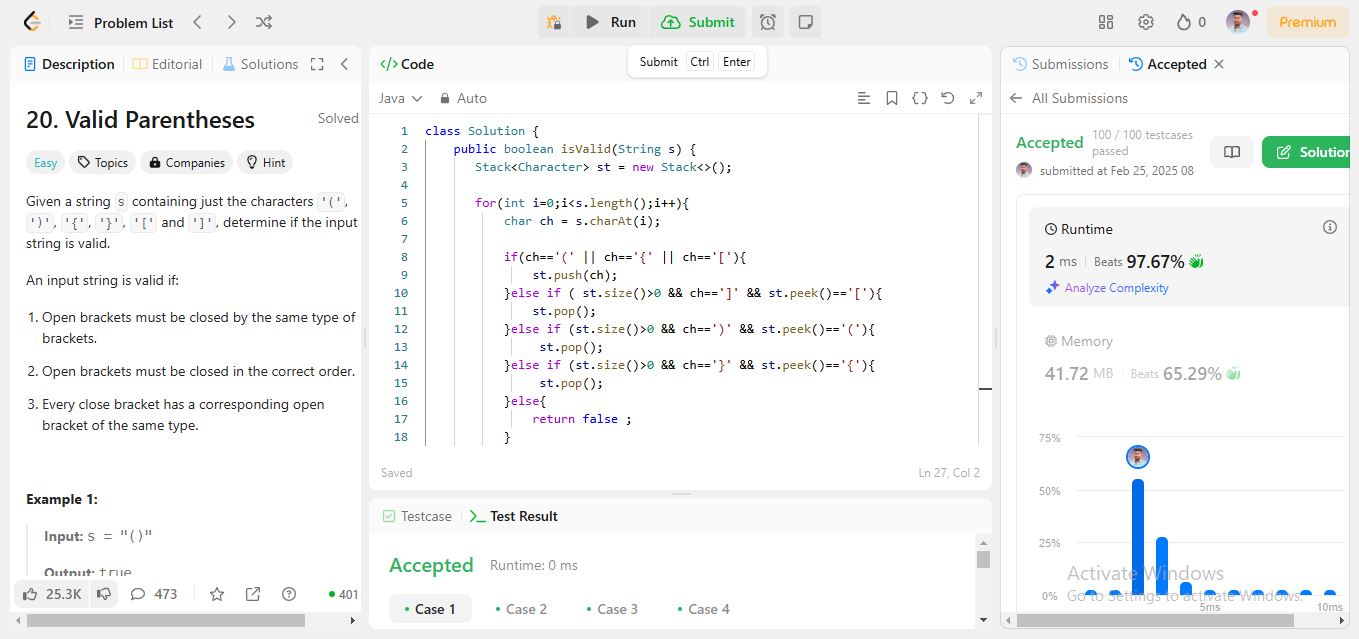 Problem List
Run
Submit
0
Premium
Submit Ctrl Enter
Description
Editorial
Solutions
20. Valid Parentheses
Solved
Easy
Topics
Companies
Hint
Given a string s containing just the characters '(',
')', '{', '}', '[' and ']', determine if the input
string is valid.
An input string is valid if:
1. Open brackets must be closed by the same type of
brackets.
2. Open brackets must be closed in the correct order.
3. Every close bracket has a corresponding open
bracket of the same type.
Example 1:
Input: s = "()"
Output: true
25.3K
473
401
</> Code
Java
Auto
1 class Solution {
2 public boolean isValid(String s) {
3 Stack<Character> st = new Stack<>();
4
5 for(int i=0;i<s.length();i++){
6 char ch = s.charAt(i);
7
8 if(ch=='(' || ch=='{' || ch=='['){
9 st.push(ch);
10 }else if ( st.size()>0 && ch==']' && st.peek()=='['){
11 st.pop();
12 }else if (st.size()>0 && ch==')' && st.peek()=='('){
13 st.pop();
14 }else if (st.size()>0 && ch=='}' && st.peek()=='{'){
15 st.pop();
16 }else{
17 return false ;
18 }
Saved
Ln 27, Col 2
Testcase
Test Result
Accepted
Runtime: 0 ms
• Case 1
• Case 2
• Case 3
• Case 4
Submissions
Accepted
All Submissions
Accepted
100 / 100 testcases
passed
submitted at Feb 25, 2025 08
Solution
Runtime
2 ms
Beats 97.67%
Analyze Complexity
Memory
41.72 MB
Beats 65.29%
75%
50%
25%
0%
5ms
10ms
Activate Windows
Go to Settings to activate Windows.